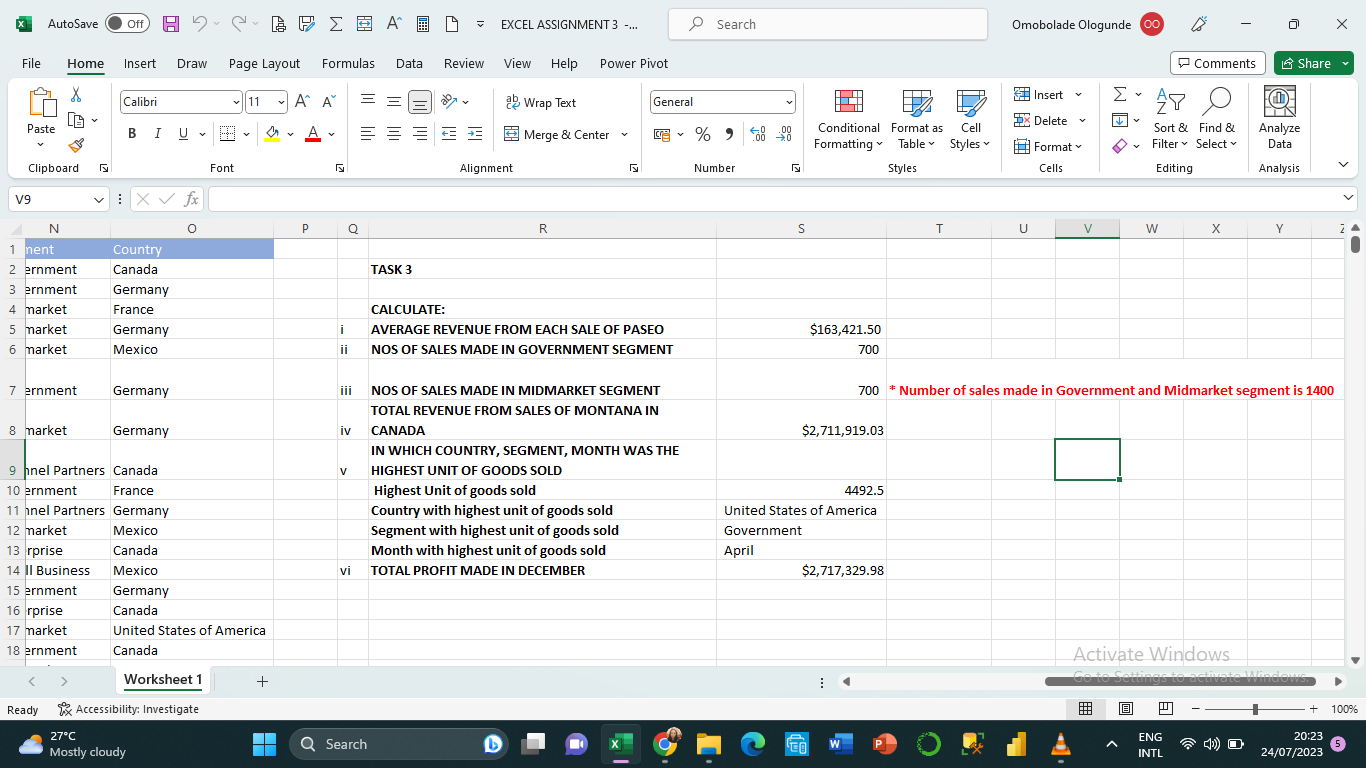 AutoSave Off EXCEL ASSIGNMENT 3 -... Search Omobolade Ologunde OO
File Home Insert Draw Page Layout Formulas Data Review View Help Power Pivot Comments Share
Paste Calibri 11 Wrap Text General Conditional Formatting Format as Table Cell Styles Insert Delete Format Sort & Filter Find & Select Analyze Data
B I U A Merge & Center % 9
Clipboard Font Alignment Number Styles Cells Editing Analysis
V9 fx
N O P Q R S T U V W X Y Z
1 ment Country
2 ernment Canada TASK 3
3 ernment Germany
4 market France CALCULATE:
5 market Germany i AVERAGE REVENUE FROM EACH SALE OF PASEO $163,421.50
6 market Mexico ii NOS OF SALES MADE IN GOVERNMENT SEGMENT 700
7 ernment Germany iii NOS OF SALES MADE IN MIDMARKET SEGMENT 700 * Number of sales made in Government and Midmarket segment is 1400
TOTAL REVENUE FROM SALES OF MONTANA IN
8 market Germany iv CANADA $2,711,919.03
IN WHICH COUNTRY, SEGMENT, MONTH WAS THE
9 nnel Partners Canada v HIGHEST UNIT OF GOODS SOLD
10 ernment France Highest Unit of goods sold 4492.5
11 nnel Partners Germany Country with highest unit of goods sold United States of America
12 market Mexico Segment with highest unit of goods sold Government
13 rprise Canada Month with highest unit of goods sold April
14 ll Business Mexico vi TOTAL PROFIT MADE IN DECEMBER $2,717,329.98
15 ernment Germany
16 rprise Canada
17 market United States of America
18 ernment Canada
Activate Windows
Go to Settings to activate Windows.
Worksheet 1
Ready Accessibility: Investigate 100%
27°C
Mostly cloudy
Search
ENG
INTL
20:23
24/07/2023
5